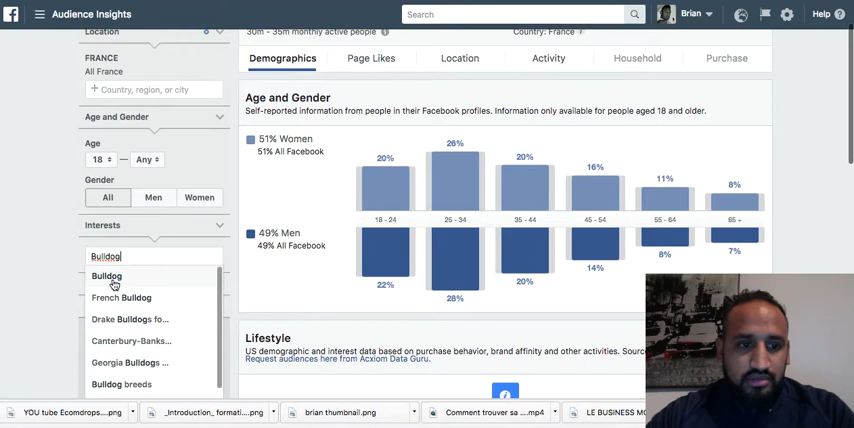 Audience Insights
Search
Brian
Help
Location
FRANCE
All France
Country, region, or city
Age and Gender
Age
18 — Any
Gender
All Men Women
Interests
Bulldog
Bulldog
French Bulldog
Drake Bulldogs fo...
Canterbury-Banks...
Georgia Bulldogs ...
Bulldog breeds
30m - 35m monthly active people
Country: France
Demographics Page Likes Location Activity Household Purchase
Age and Gender
Self-reported information from people in their Facebook profiles. Information only available for people aged 18 and older.
51% Women
51% All Facebook
20% 26% 20% 16% 11% 8%
18 - 24 25 - 34 35 - 44 45 - 54 55 - 64 65 +
49% Men
49% All Facebook
22% 28% 20% 14% 8% 7%
Lifestyle
US demographic and interest data based on purchase behavior, brand affinity and other activities.
Request audiences here from Acxiom Data Guru.
YOU tube Ecomdrops....png
_Introduction_ formati....png
brian thumbnail.png
Comment trouver sa ....mp4
LE BUSINESS